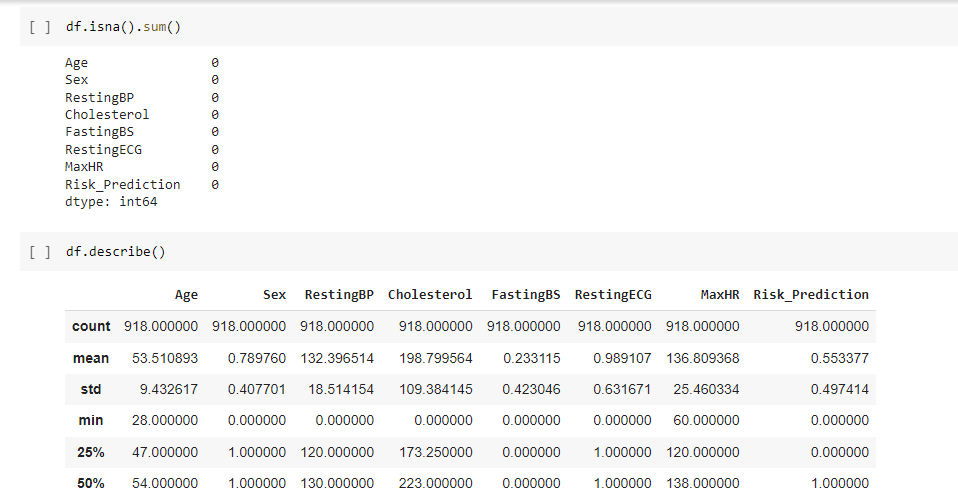 [ ] df.isna().sum()
Age 0
Sex 0
RestingBP 0
Cholesterol 0
FastingBS 0
RestingECG 0
MaxHR 0
Risk_Prediction 0
dtype: int64
[ ] df.describe()
Age Sex RestingBP Cholesterol FastingBS RestingECG MaxHR Risk_Prediction
count 918.000000 918.000000 918.000000 918.000000 918.000000 918.000000 918.000000 918.000000
mean 53.510893 0.789760 132.396514 198.799564 0.233115 0.989107 136.809368 0.553377
std 9.432617 0.407701 18.514154 109.384145 0.423046 0.631671 25.460334 0.497414
min 28.000000 0.000000 0.000000 0.000000 0.000000 0.000000 60.000000 0.000000
25% 47.000000 1.000000 120.000000 173.250000 0.000000 1.000000 120.000000 0.000000
50% 54.000000 1.000000 130.000000 223.000000 0.000000 1.000000 138.000000 1.000000